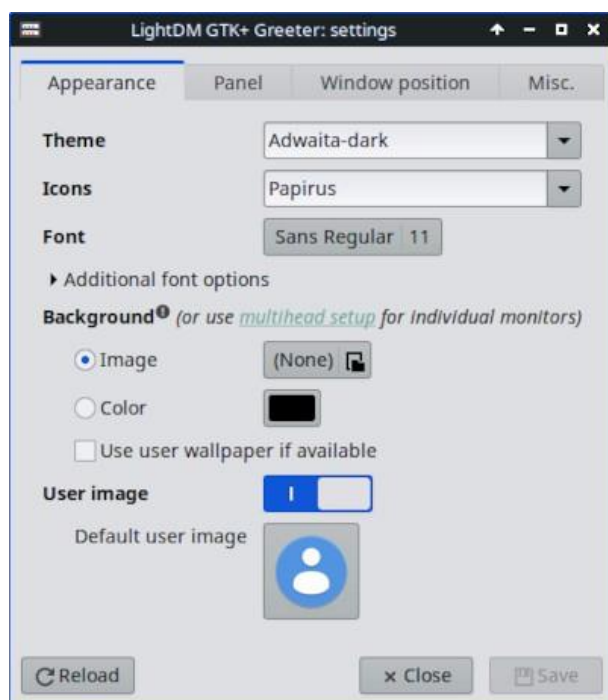 LightDM GTK+ Greeter: settings
Appearance Panel Window position Misc.
Theme Adwaita-dark
Icons Papirus
Font Sans Regular 11
Additional font options
Background (or use multihead setup for individual monitors)
Image (None)
Color
Use user wallpaper if available
User image
Default user image
Reload Close Save